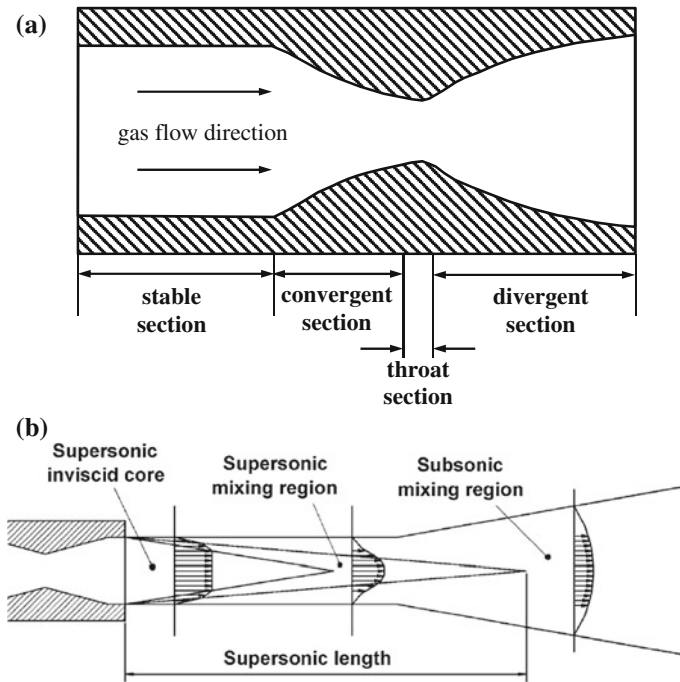 (a)
gas flow direction
stable
section
convergent
section
divergent
section
throat
section
(b)
Supersonic
inviscid core
Supersonic
mixing region
Subsonic
mixing region
Supersonic length